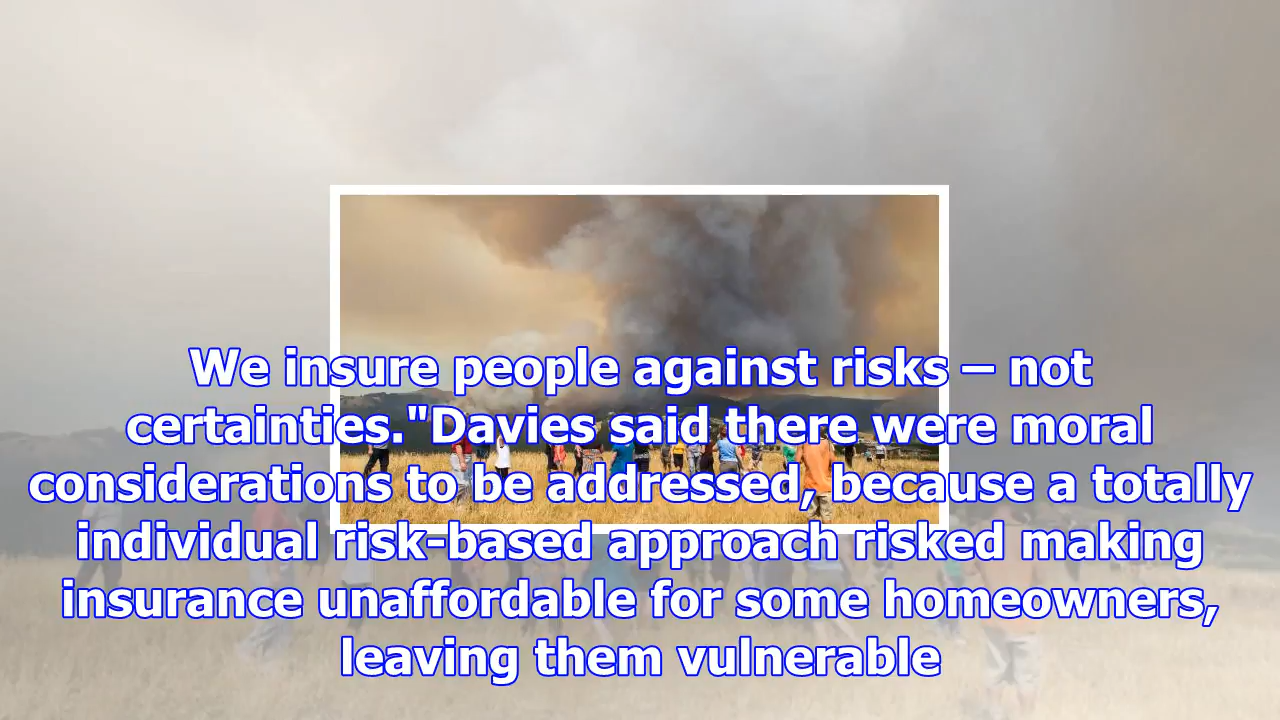 We insure people against risks – not
certainties."Davies said there were moral
considerations to be addressed, because a totally
individual risk-based approach risked making
insurance unaffordable for some homeowners,
leaving them vulnerable